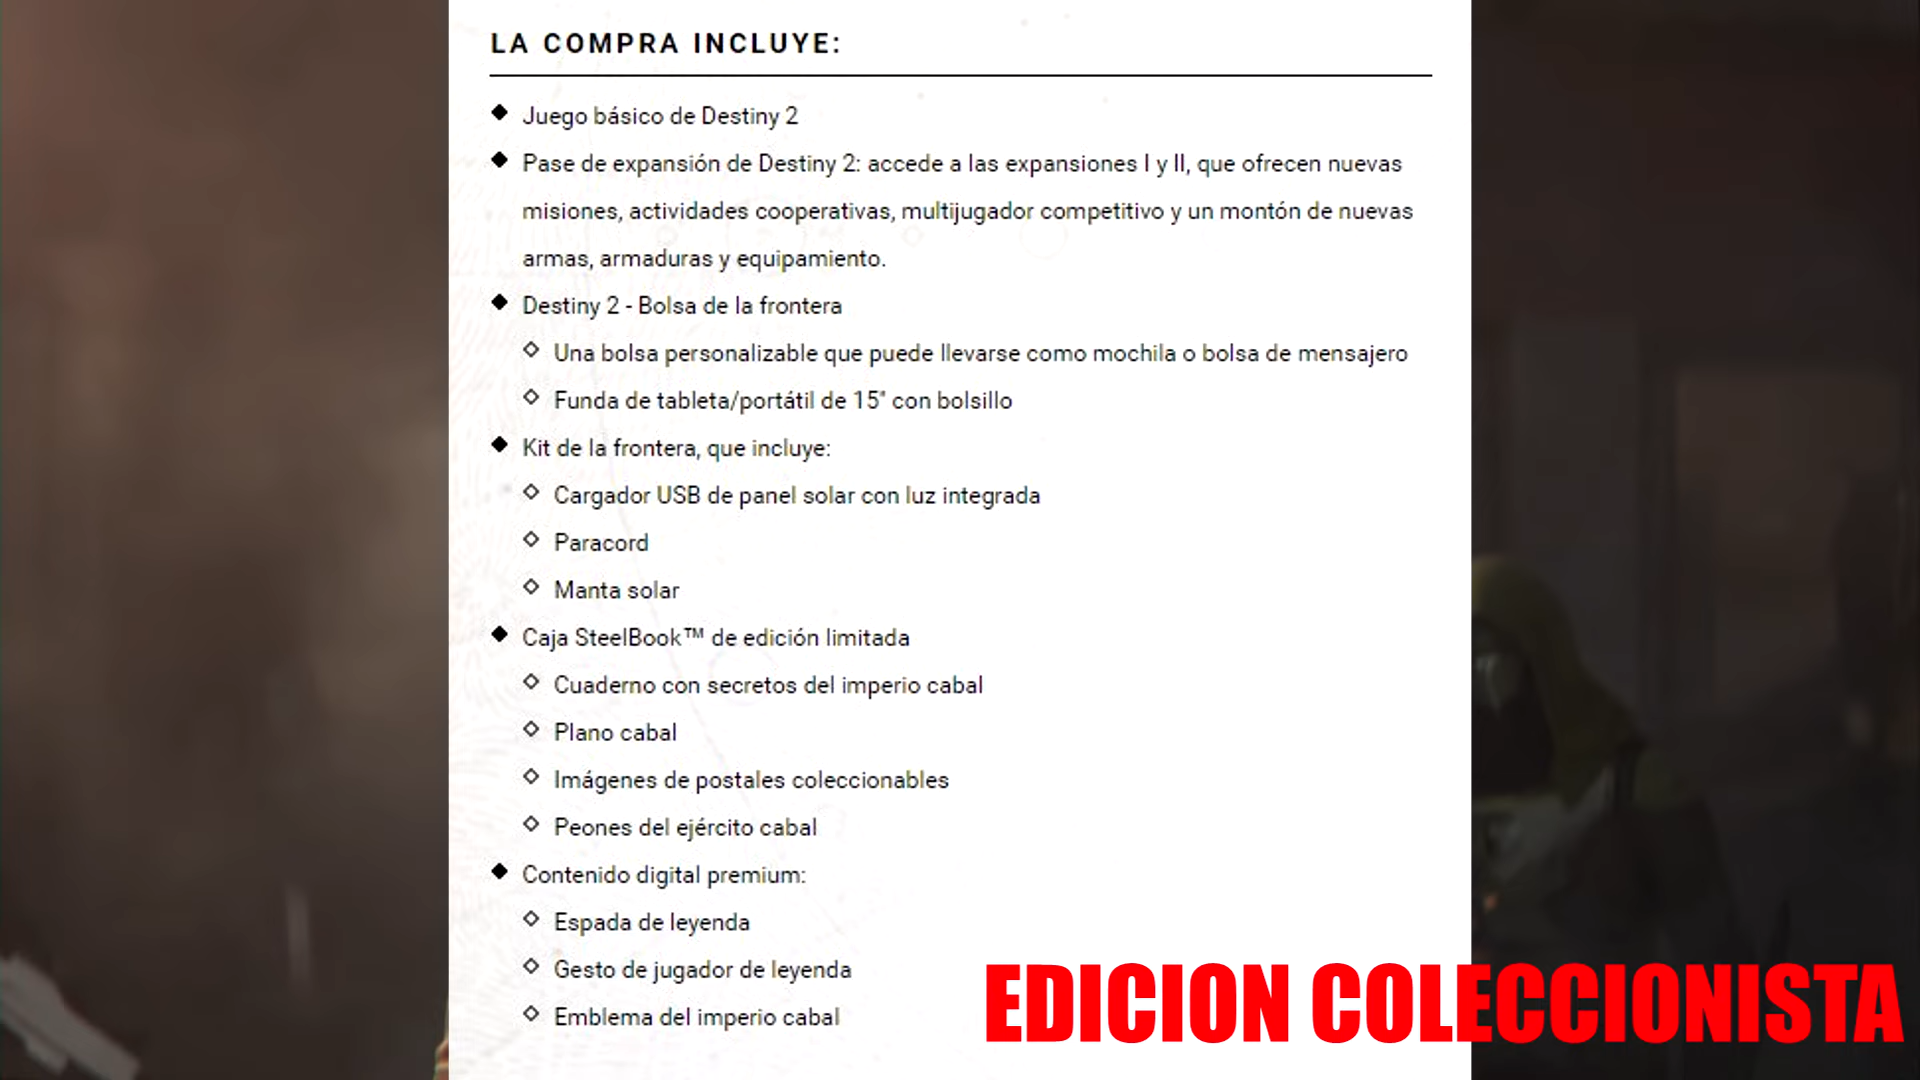 LA COMPRA INCLUYE:
Juego básico de Destiny 2
Pase de expansión de Destiny 2: accede a las expansiones I y II, que ofrecen nuevas
misiones, actividades cooperativas, multijugador competitivo y un montón de nuevas
armas, armaduras y equipamiento.
Destiny 2 - Bolsa de la frontera
Una bolsa personalizable que puede llevarse como mochila o bolsa de mensajero
Funda de tableta/portátil de 15" con bolsillo
Kit de la frontera, que incluye:
Cargador USB de panel solar con luz integrada
Paracord
Manta solar
Caja SteelBook™ de edición limitada
Cuaderno con secretos del imperio cabal
Plano cabal
Imágenes de postales coleccionables
Peones del ejército cabal
Contenido digital premium:
Espada de leyenda
Gesto de jugador de leyenda
Emblema del imperio cabal
EDICION COLECCIONISTA